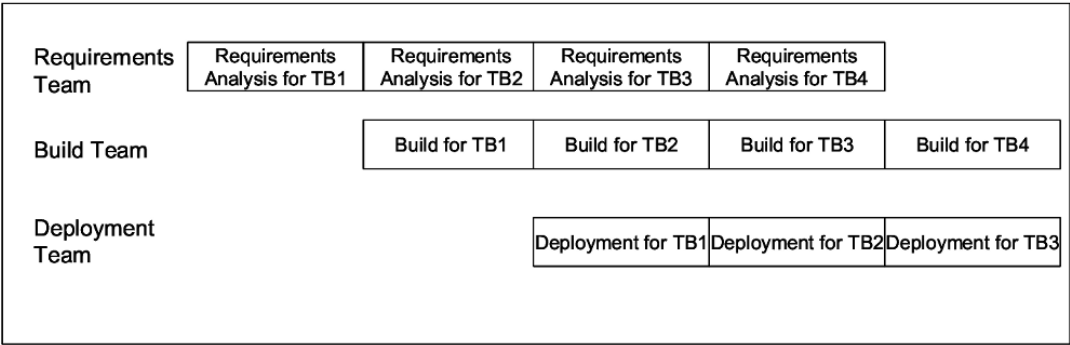 Requirements
Team
Requirements
Analysis for TB1
Requirements
Analysis for TB2
Requirements
Analysis for TB3
Requirements
Analysis for TB4
Build Team
Build for TB1
Build for TB2
Build for TB3
Build for TB4
Deployment
Team
Deployment for TB1
Deployment for TB2
Deployment for TB3